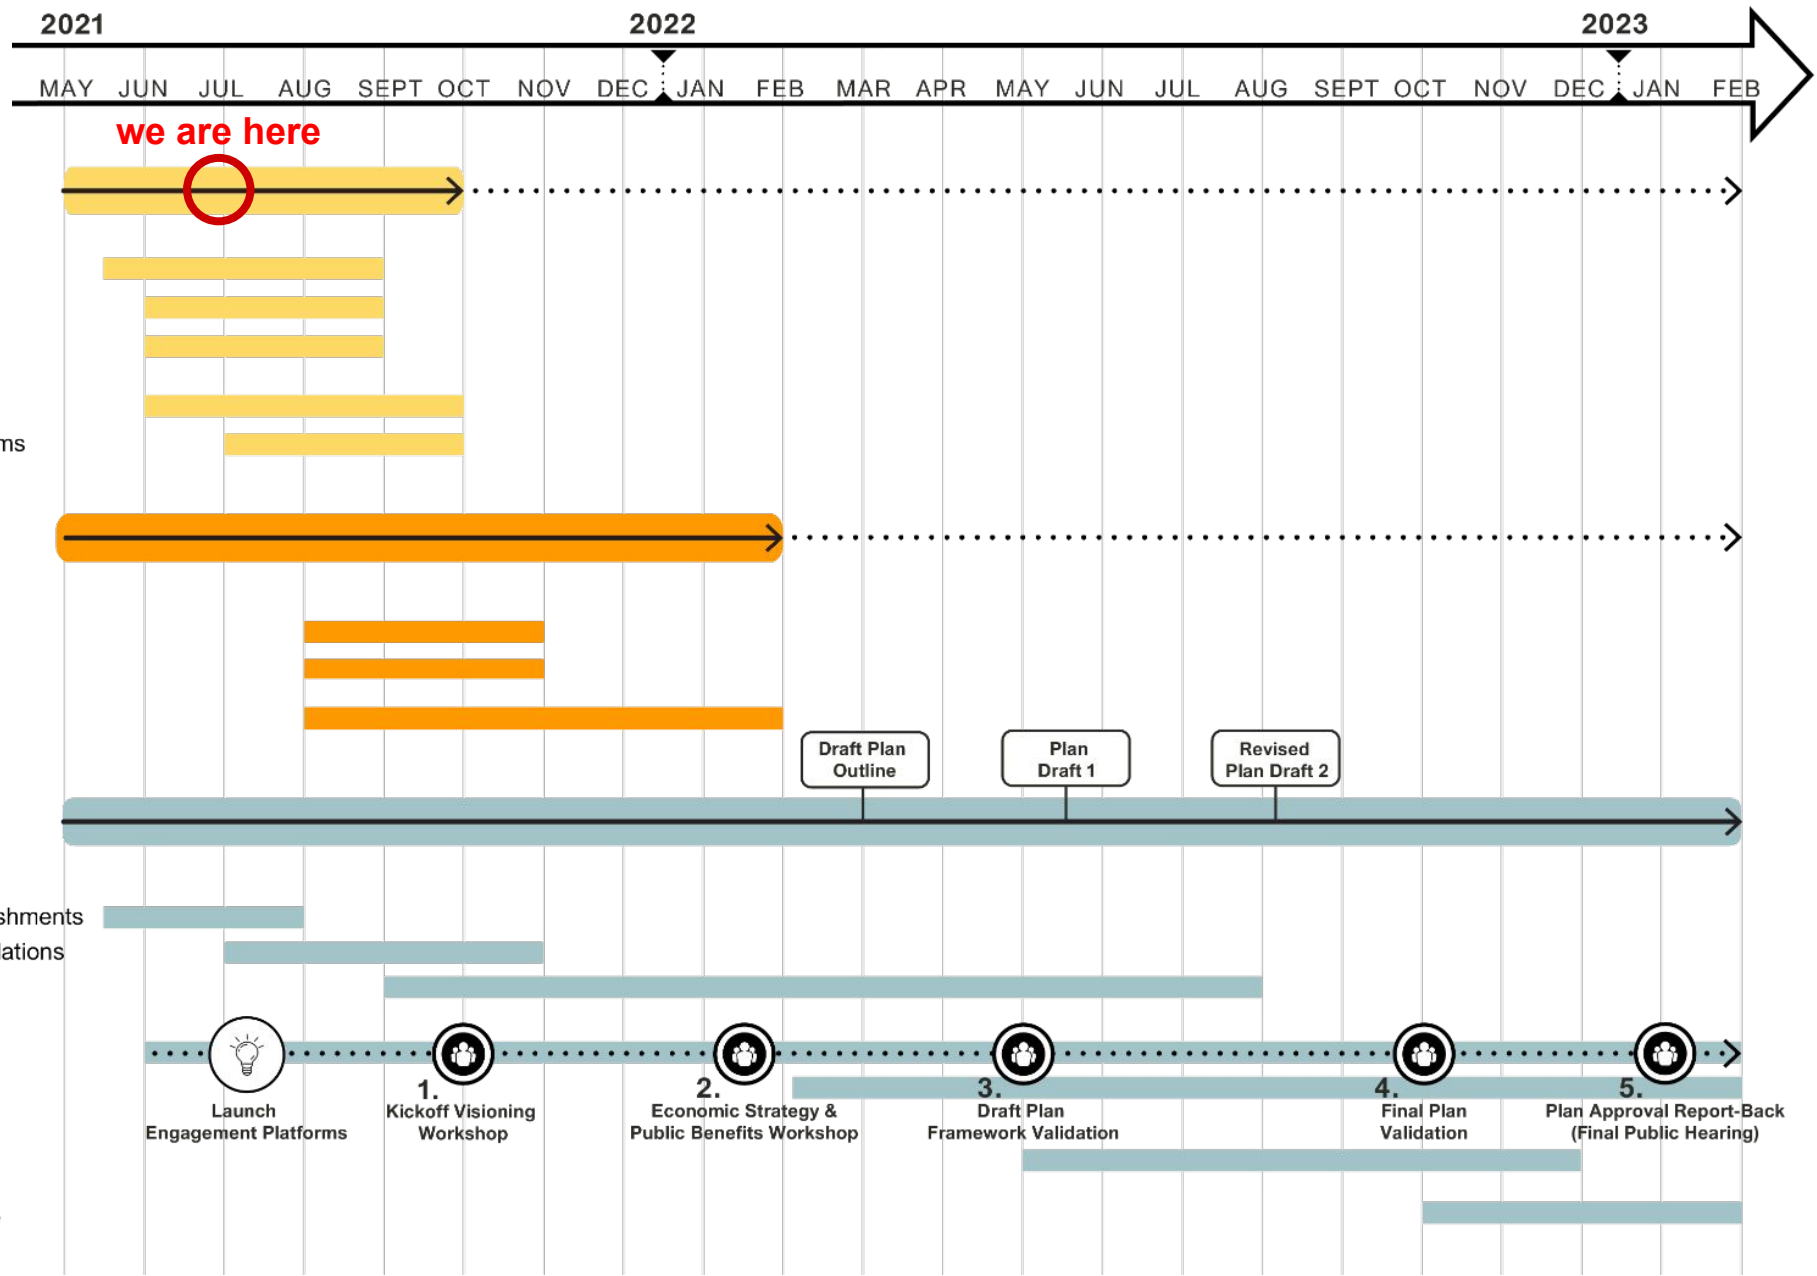 2021 2022 2023
MAY JUN JUL AUG SEPT OCT NOV DEC JAN FEB MAR APR MAY JUN JUL AUG SEPT OCT NOV DEC JAN FEB
we are here
ms
Draft Plan
Outline
Plan
Draft 1
Revised
Plan Draft 2
shments
lations
1.
Launch
Engagement Platforms
Kickoff Visioning
Workshop
2.
Economic Strategy &
Public Benefits Workshop
3.
Draft Plan
Framework Validation
4.
Final Plan
Validation
5.
Plan Approval Report-Back
(Final Public Hearing)